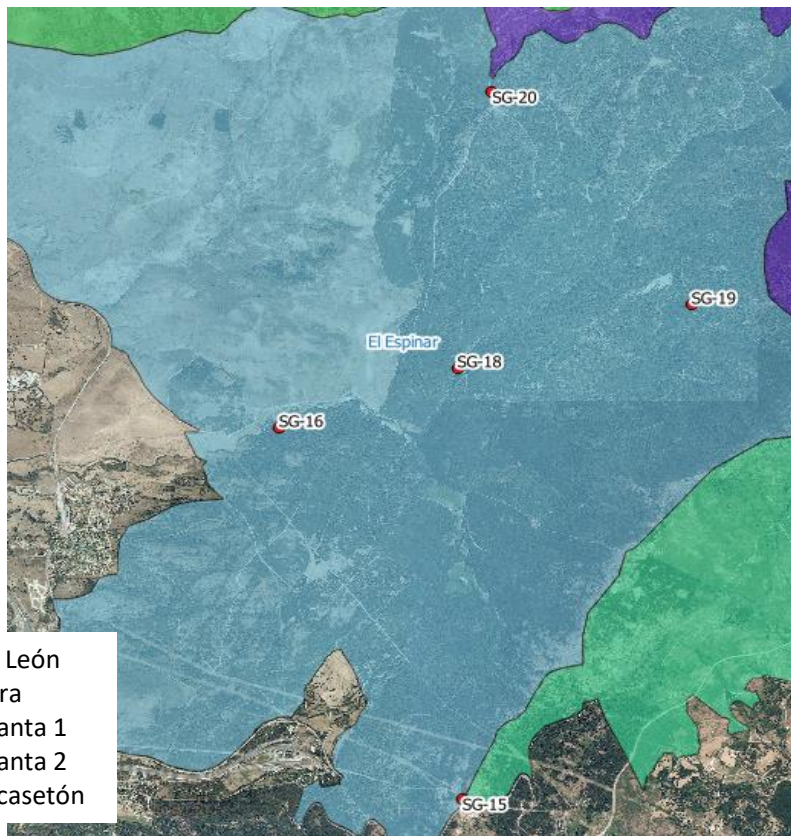 SG-20
SG-19
El Espinar
SG-18
SG-16
León
ra
anta 1
anta 2
casetón
SG-15